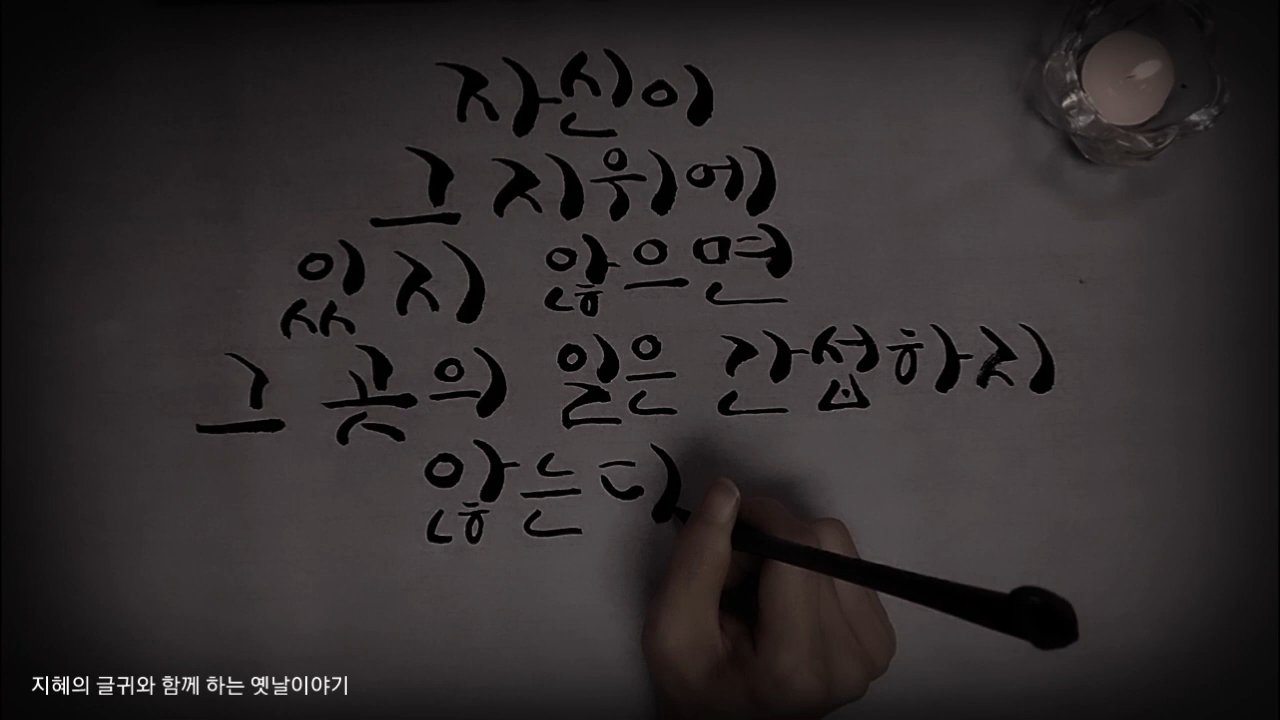 자신이
그 지위에
있지 않으면
그 곳의 일은 간섭하지
않는다
지혜의 글귀와 함께 하는 옛날이야기